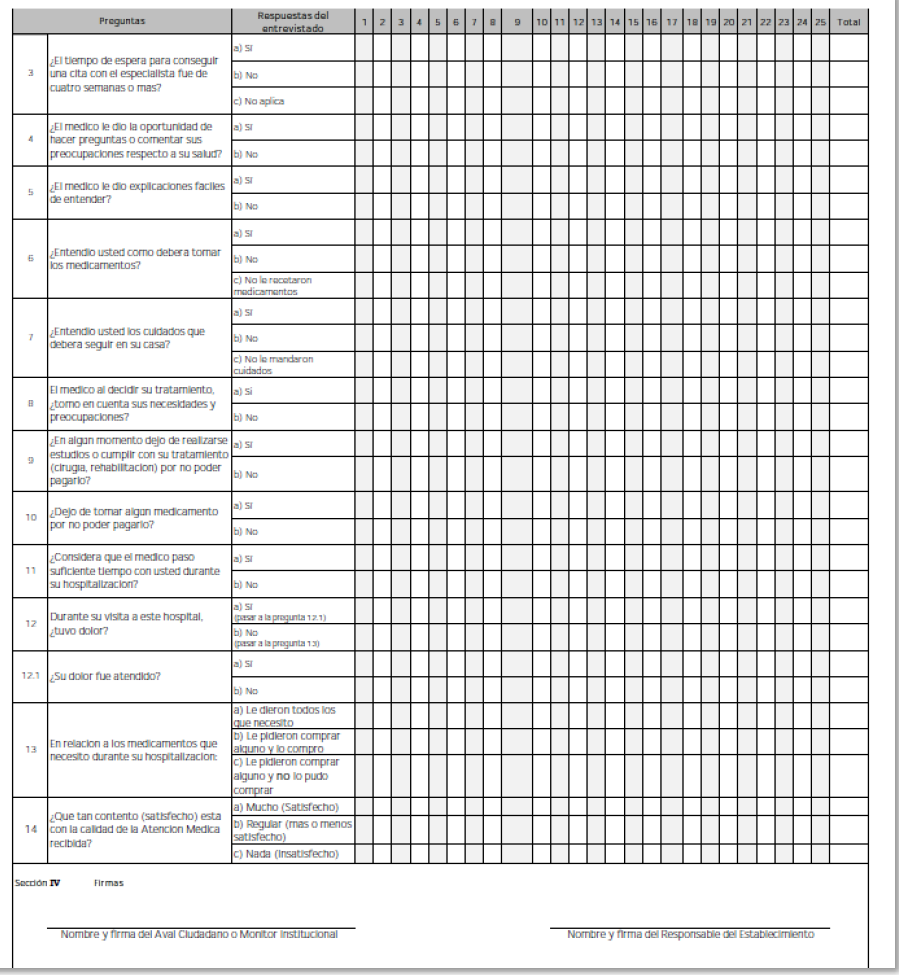 Preguntas Respuestas del entrevistado 1 2 3 4 5 6 7 8 9 10 11 12 13 14 15 16 17 18 19 20 21 22 23 24 25 Total
3
¿El tiempo de espera para conseguir
una cita con el especialista fue de
cuatro semanas o mas?
a) Sí
b) No
c) No aplica
4
¿El medico le dio la oportunidad de
hacer preguntas o comentar sus
preocupaciones respecto a su salud?
a) Sí
b) No
5
¿El medico le dio explicaciones faciles
de entender?
a) Sí
b) No
6
¿Entendio usted como debera tomar
los medicamentos?
a) Sí
b) No
c) No le recetaron
medicamentos
7
¿Entendio usted los cuidados que
debera seguir en su casa?
a) Sí
b) No
c) No le mandaron
cuidados
8
El medico al decidir su tratamiento,
¿tomo en cuenta sus necesidades y
preocupaciones?
a) Sí
b) No
9
¿En algun momento dejo de realizarse
estudios o cumplir con su tratamiento
(cirugia, rehabilitacion) por no poder
pagarlo?
a) Sí
b) No
10
¿Dejo de tomar algun medicamento
por no poder pagarlo?
a) Sí
b) No
11
¿Considera que el medico paso
suficiente tiempo con usted durante
su hospitalizacion?
a) Sí
b) No
12
Durante su visita a este hospital,
¿tuvo dolor?
a) Sí
(pasar a la pregunta 12.1)
b) No
(pasar a la pregunta 13)
12.1
¿Su dolor fue atendido?
a) Sí
b) No
13
En relacion a los medicamentos que
necesito durante su hospitalizacion:
a) Le dieron todos los
que necesito
b) Le pidieron comprar
alguno y lo compro
c) Le pidieron comprar
alguno y no lo pudo
comprar
14
¿Que tan contento (satisfecho) esta
con la calidad de la Atencion Medica
recibida?
a) Mucho (Satisfecho)
b) Regular (mas o menos
satisfecho)
c) Nada (Insatisfecho)
Sección IV Firmas
Nombre y firma del Aval Ciudadano o Monitor Institucional
Nombre y firma del Responsable del Establecimiento